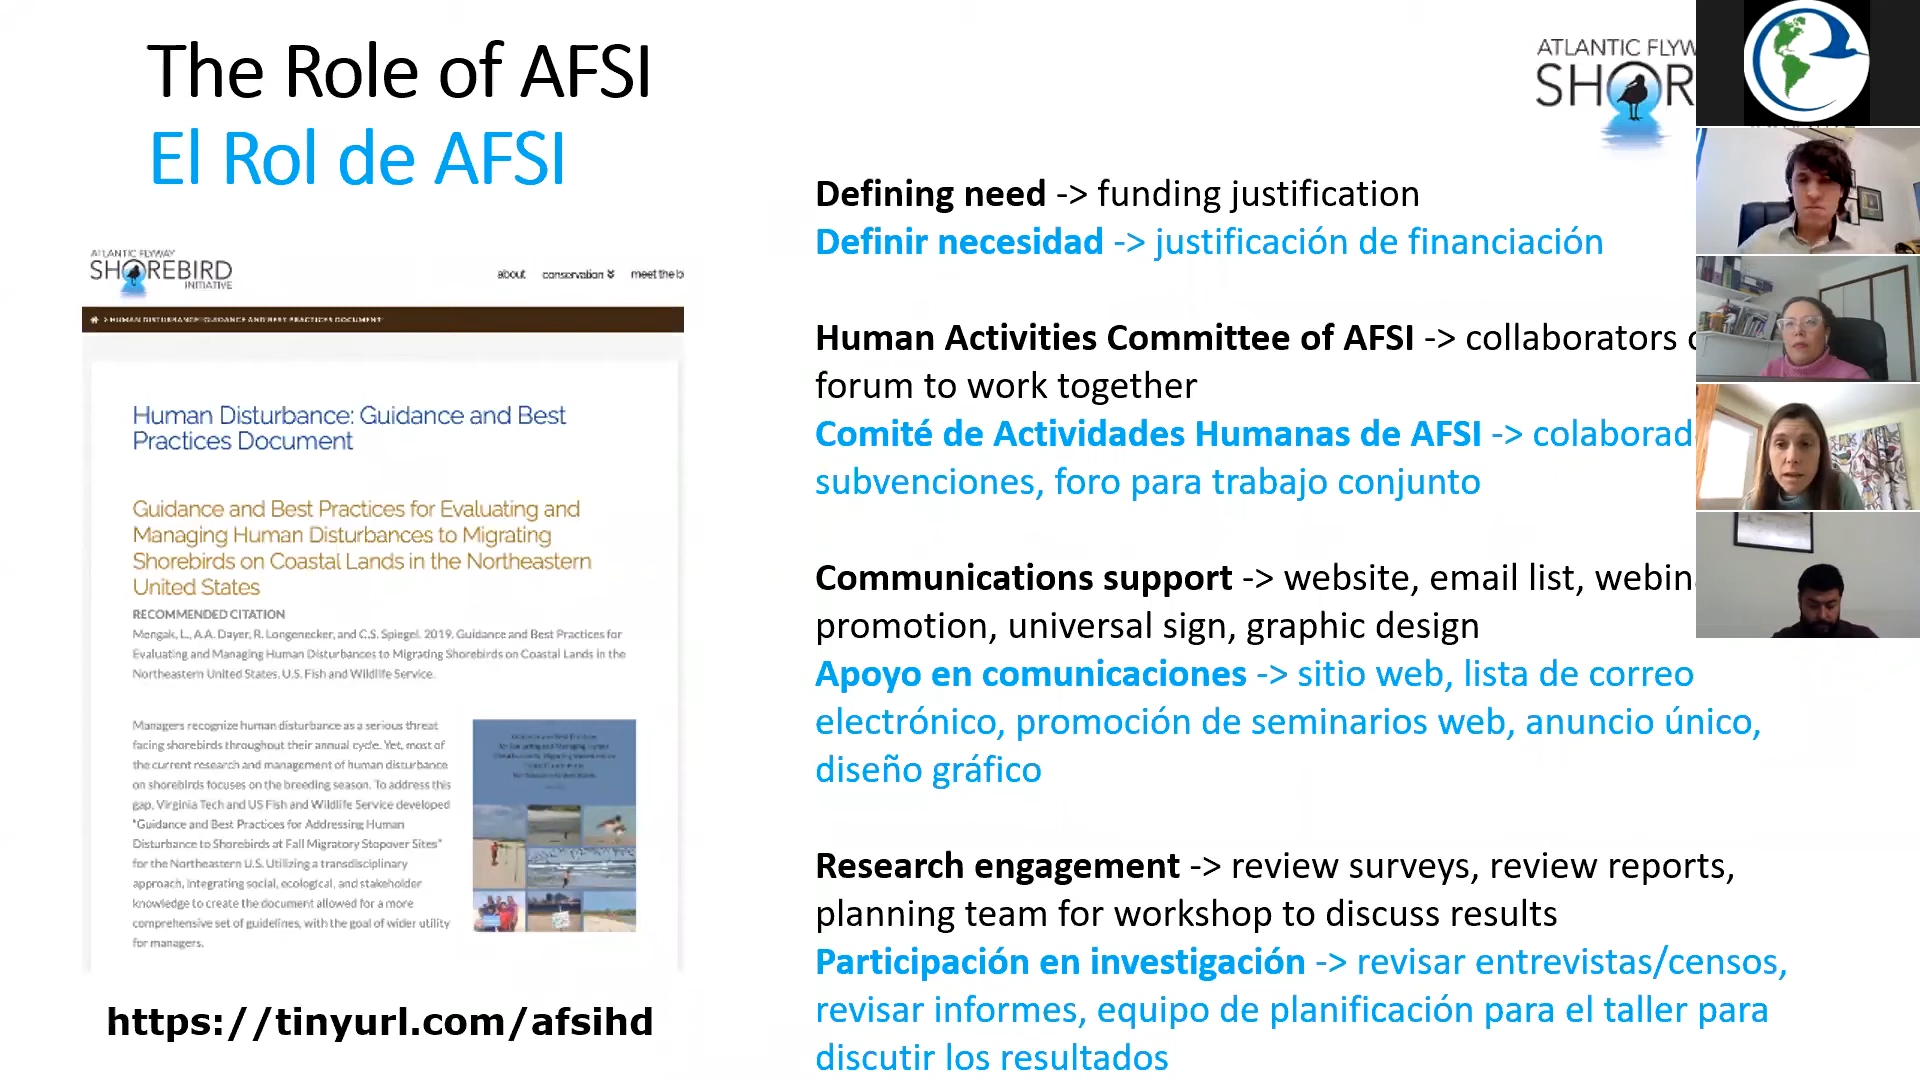 The Role of AFSI
El Rol de AFSI
ATLANTIC FLYWAY
SHOREBIRD
INITIATIVE
about conservation meet the b
> HUMAN DISTURBANCE: GUIDANCE AND BEST PRACTICES DOCUMENT
Human Disturbance: Guidance and Best
Practices Document
Guidance and Best Practices for Evaluating and
Managing Human Disturbances to Migrating
Shorebirds on Coastal Lands in the Northeastern
United States
RECOMMENDED CITATION
Mengak, L., A.A. Dayer, R. Longenecker, and C.S. Spiegel. 2019. Guidance and Best Practices for
Evaluating and Managing Human Disturbances to Migrating Shorebirds on Coastal Lands in the
Northeastern United States. U.S. Fish and Wildlife Service.
Managers recognize human disturbance as a serious threat
facing shorebirds throughout their annual cycle. Yet, most of
the current research and management of human disturbance
on shorebirds focuses on the breeding season. To address this
gap, Virginia Tech and US Fish and Wildlife Service developed
"Guidance and Best Practices for Addressing Human
Disturbance to Shorebirds at Fall Migratory Stopover Sites"
for the Northeastern U.S. Utilizing a transdisciplinary
approach, integrating social, ecological, and stakeholder
knowledge to create the document allowed for a more
comprehensive set of guidelines, with the goal of wider utility
for managers.
https://tinyurl.com/afsihd
ATLANTIC FLYW
SHOR
Defining need -> funding justification
Definir necesidad -> justificación de financiación
Human Activities Committee of AFSI -> collaborators
forum to work together
Comité de Actividades Humanas de AFSI -> colaborad
subvenciones, foro para trabajo conjunto
Communications support -> website, email list, webin
promotion, universal sign, graphic design
Apoyo en comunicaciones -> sitio web, lista de correo
electrónico, promoción de seminarios web, anuncio único,
diseño gráfico
Research engagement -> review surveys, review reports,
planning team for workshop to discuss results
Participación en investigación -> revisar entrevistas/censos,
revisar informes, equipo de planificación para el taller para
discutir los resultados